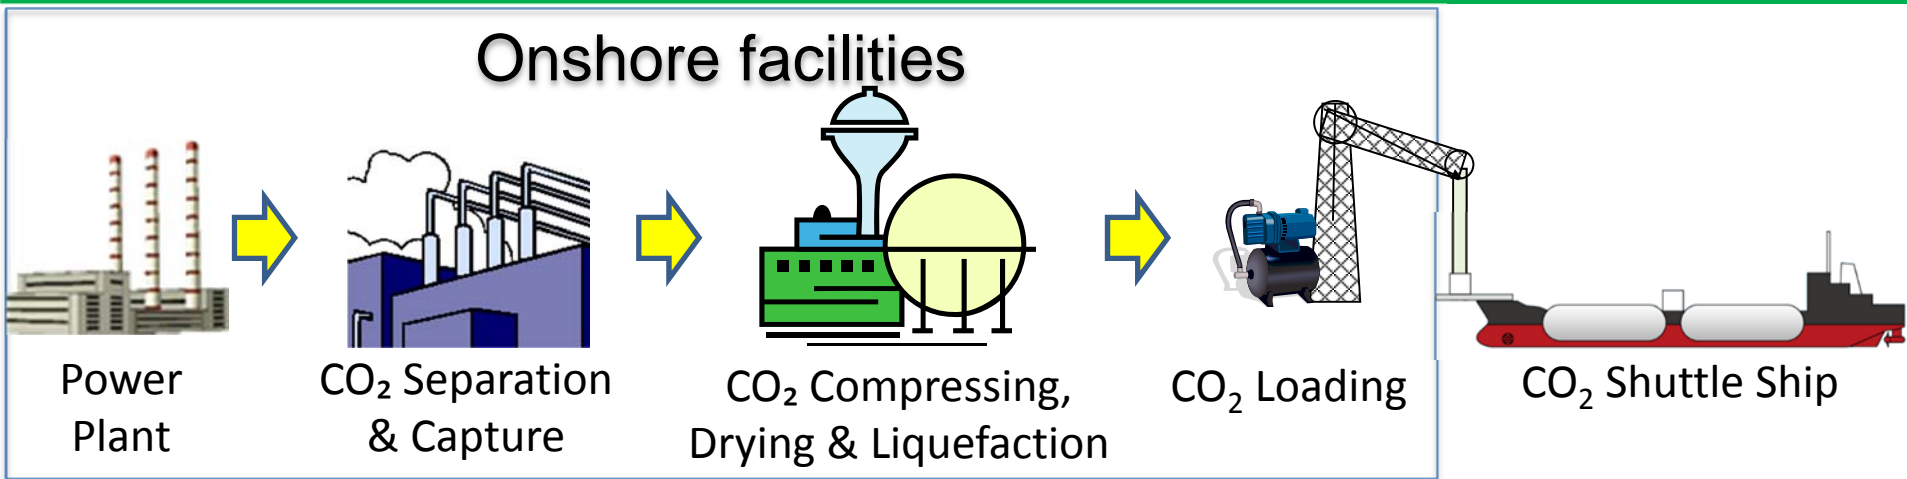 Onshore facilities
Power
Plant
CO₂ Separation
& Capture
CO₂ Compressing,
Drying & Liquefaction
CO₂ Loading
CO₂ Shuttle Ship